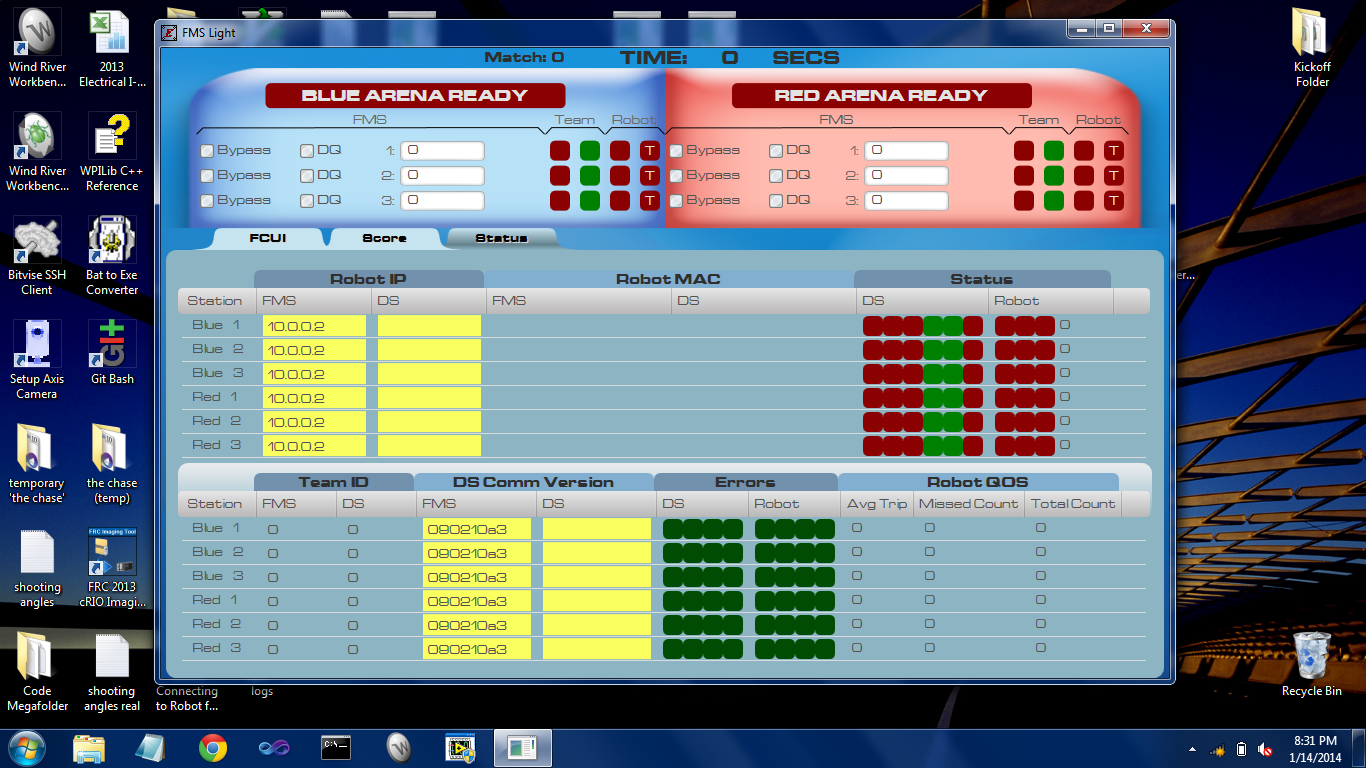 Wind River
Workben...
2013
Electrical I-...
Wind River
Workbenc...
WPILib C++
Reference
Bitvise SSH
Client
Bat to Exe
Converter
Setup Axis
Camera
Git Bash
temporary
'the chase'
the chase
(temp)
shooting
angles
FRC Imaging Tool
FRC 2013
cRIO Imagi...
Code
Megafolder
shooting
angles real
Connecting
to Robot f...
logs
Kickoff
Folder
er...
Recycle Bin
FMS Light
Match: 0 TIME: 0 SECS
BLUE ARENA READY RED ARENA READY
FMS Team Robot FMS Team Robot
Bypass DQ 1: 0 T Bypass DQ 1: 0 T
Bypass DQ 2: 0 T Bypass DQ 2: 0 T
Bypass DQ 3: 0 T Bypass DQ 3: 0 T
FCUI Score Status
Robot IP Robot MAC Status
Station FMS DS FMS DS DS Robot
Blue 1 10.0.0.2 0
Blue 2 10.0.0.2 0
Blue 3 10.0.0.2 0
Red 1 10.0.0.2 0
Red 2 10.0.0.2 0
Red 3 10.0.0.2 0
Team ID DS Comm Version Errors Robot QOS
Station FMS DS FMS DS DS Robot Avg Trip Missed Count Total Count
Blue 1 0 0 090210a3 0 0 0
Blue 2 0 0 090210a3 0 0 0
Blue 3 0 0 090210a3 0 0 0
Red 1 0 0 090210a3 0 0 0
Red 2 0 0 090210a3 0 0 0
Red 3 0 0 090210a3 0 0 0
8:31 PM
1/14/2014